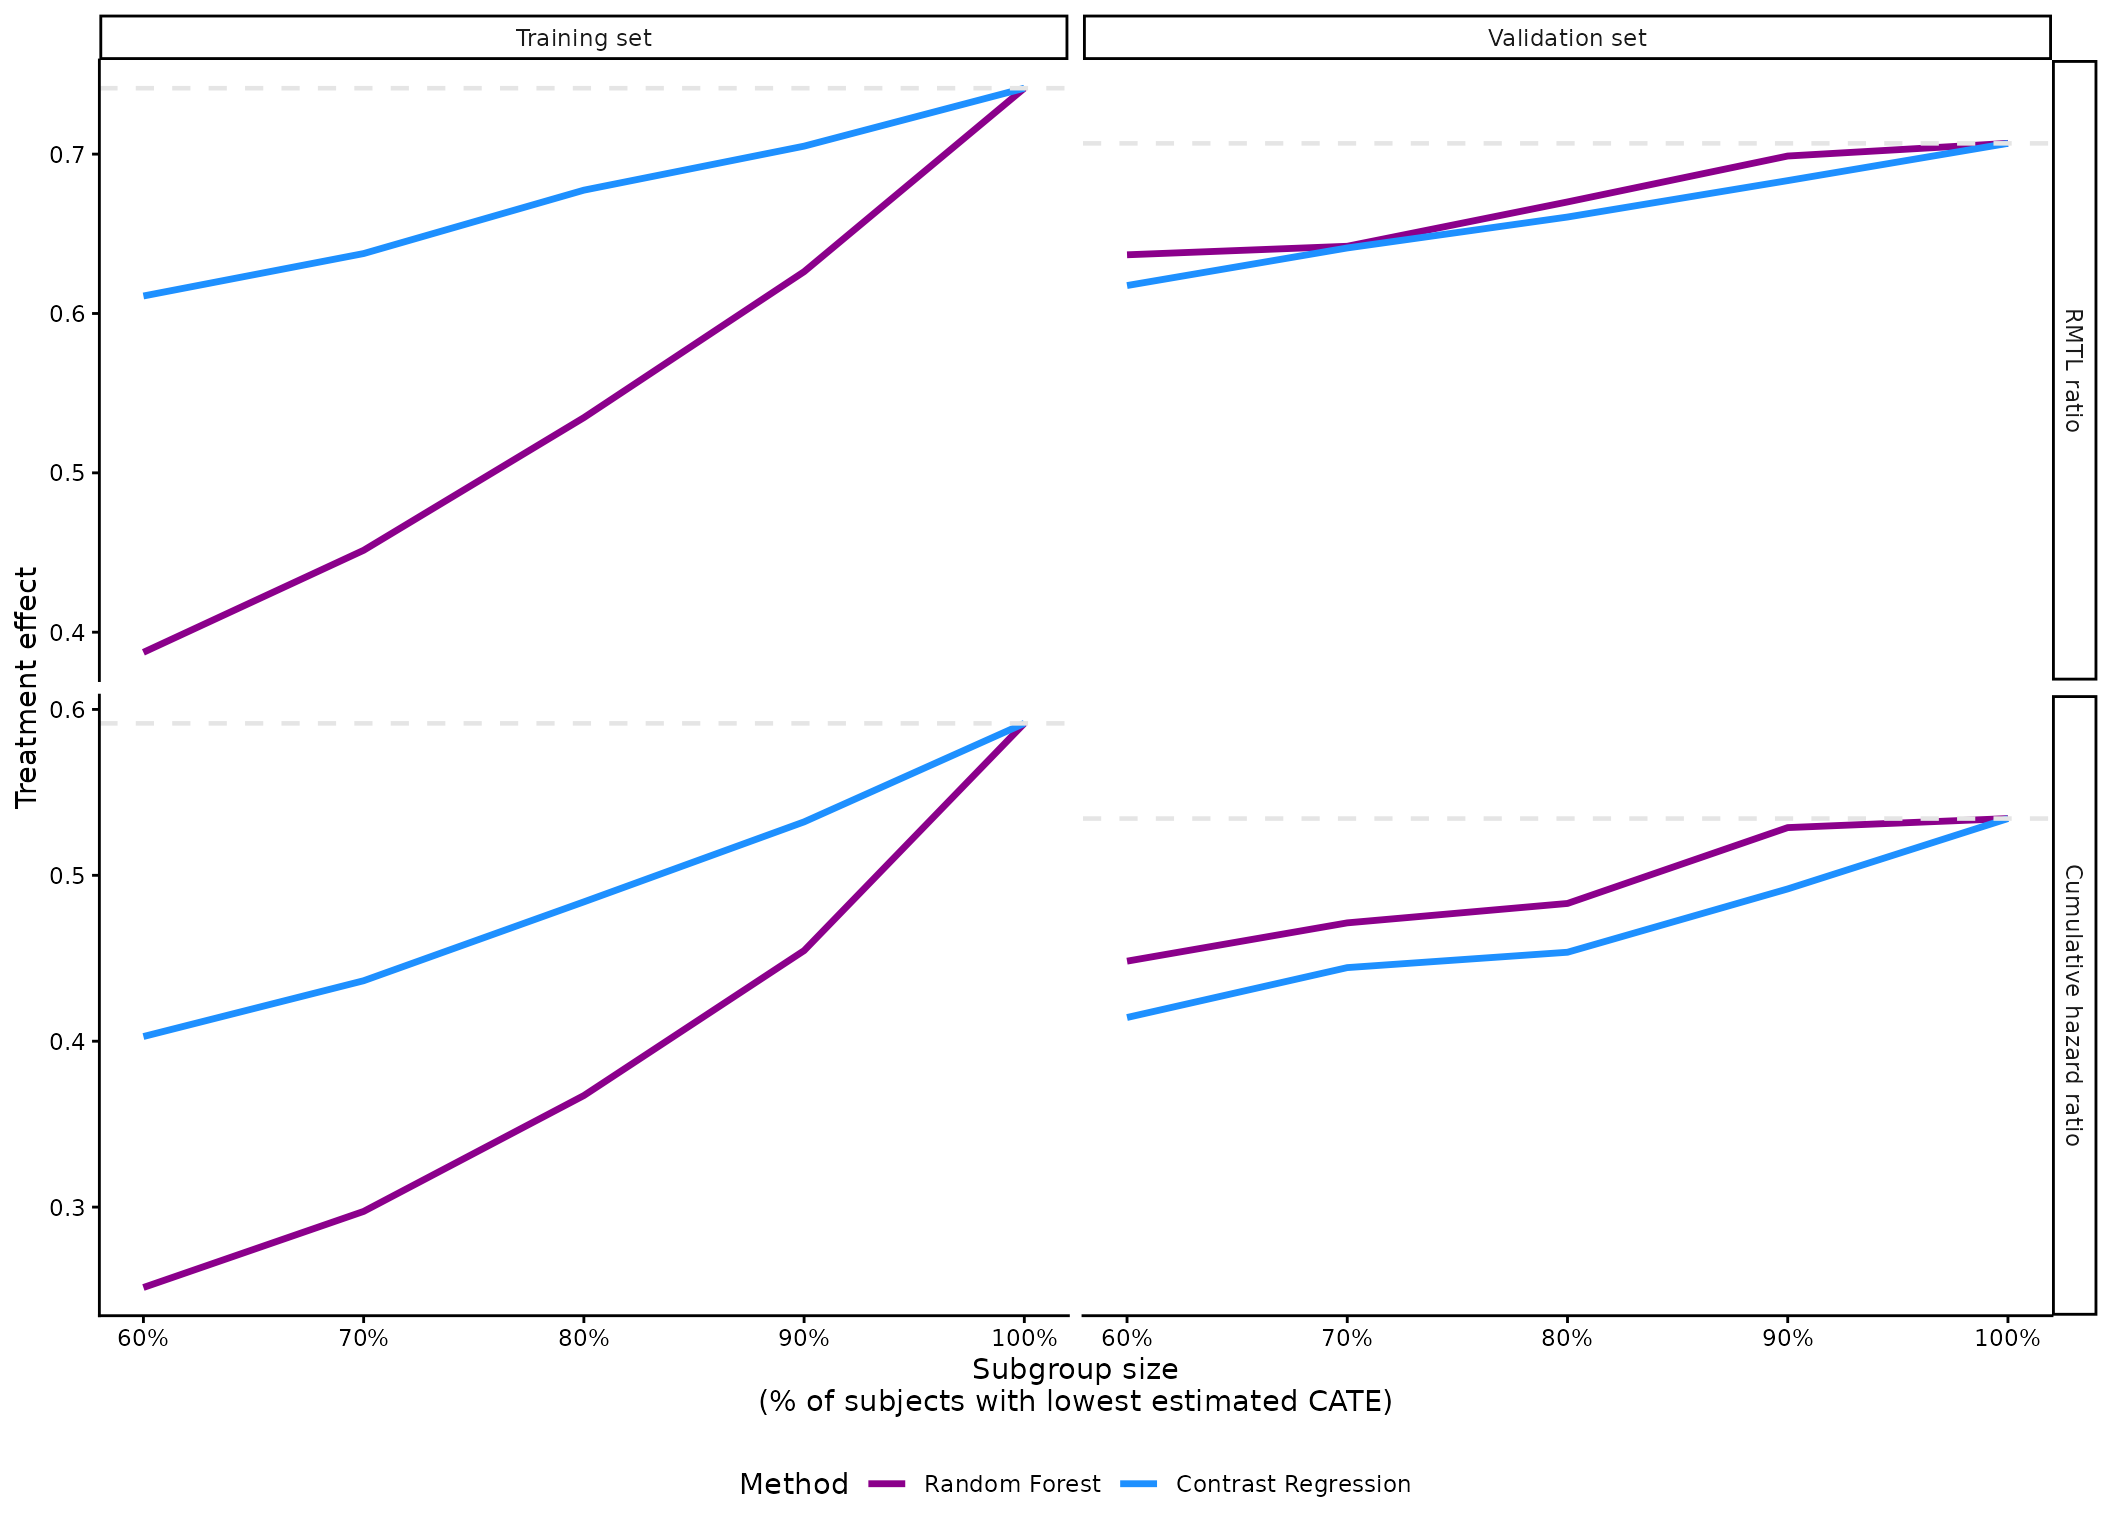 Training set
Validation set
0.7
0.6
0.5
0.4
RMTL ratio
Treatment effect
0.6
0.5
0.4
0.3
Cumulative hazard ratio
60% 70% 80% 90% 100%
60% 70% 80% 90% 100%
Subgroup size
(% of subjects with lowest estimated CATE)
Method Random Forest Contrast Regression